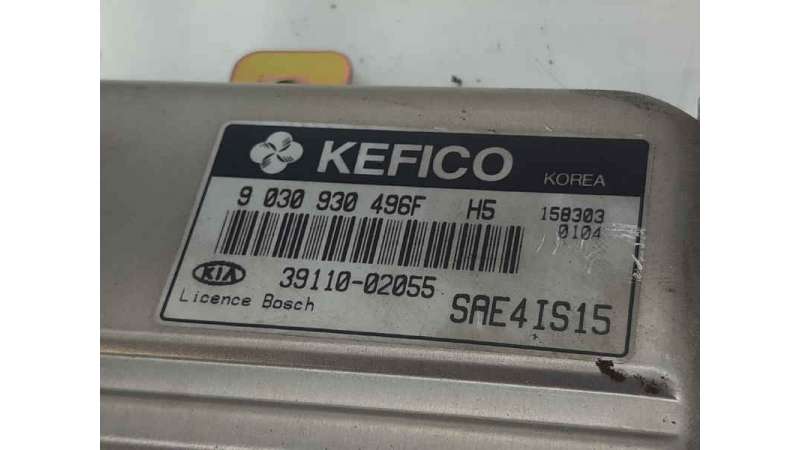 KEFICO KOREA
9 030 930 496F H5 158303
0104
KIA 39110-02055
Licence Bosch SAE4IS15